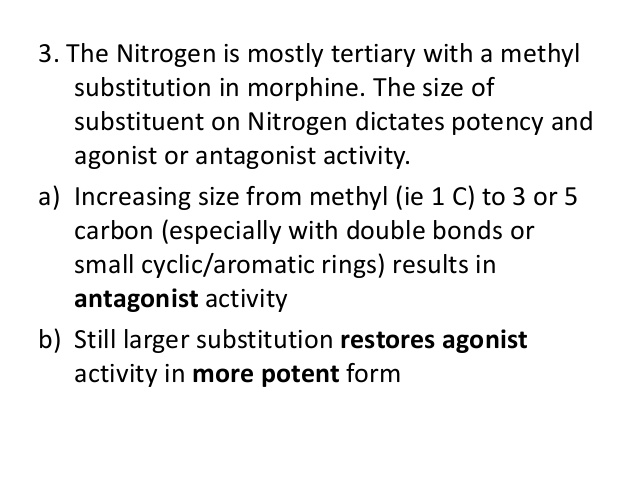 3. The Nitrogen is mostly tertiary with a methyl
substitution in morphine. The size of
substituent on Nitrogen dictates potency and
agonist or antagonist activity.
a) Increasing size from methyl (ie 1 C) to 3 or 5
carbon (especially with double bonds or
small cyclic/aromatic rings) results in
antagonist activity
b) Still larger substitution restores agonist
activity in more potent form